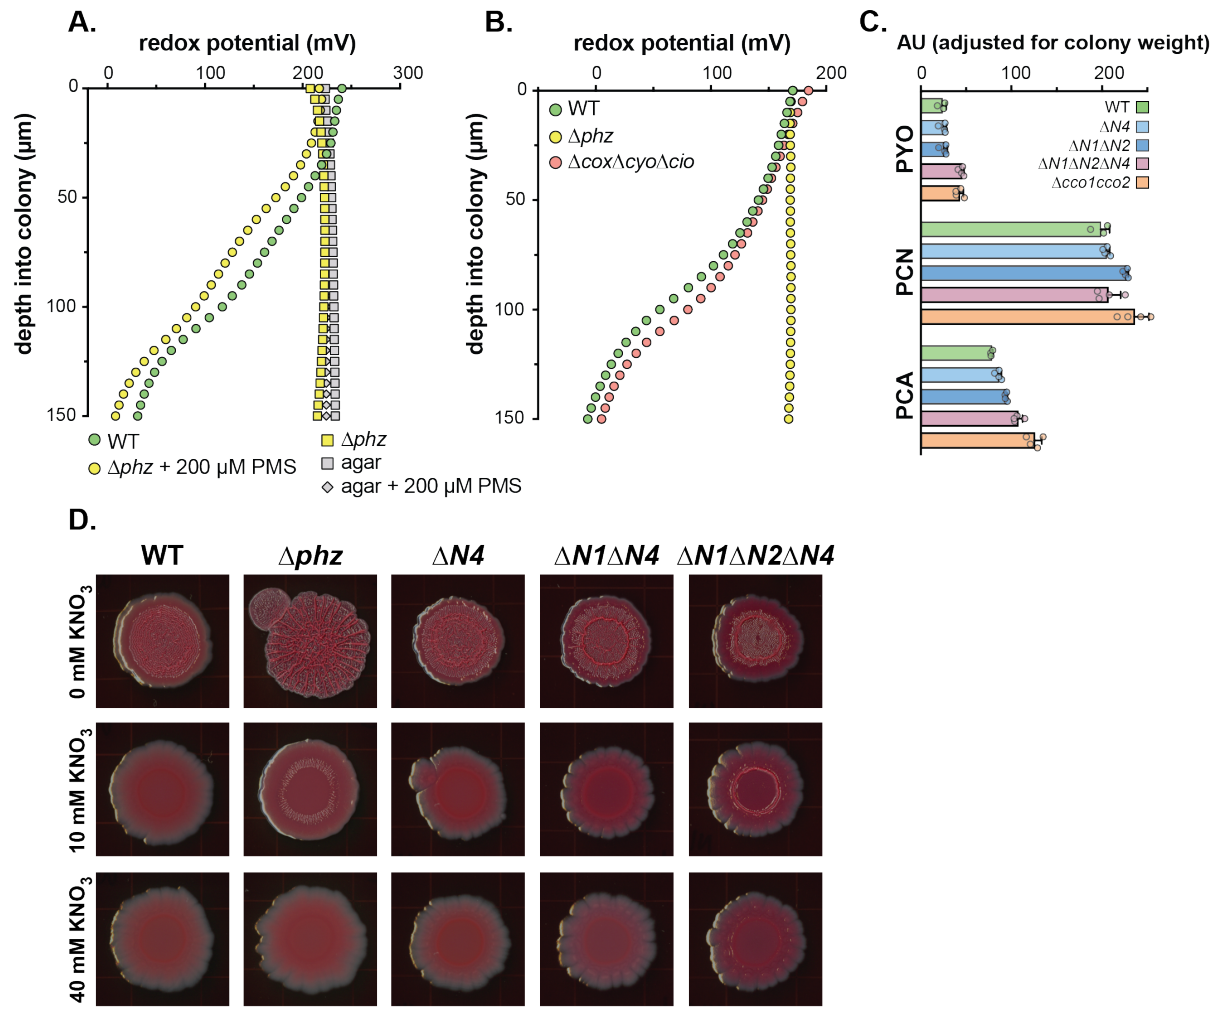 A.
redox potential (mV)
0 100 200 300
depth into colony (µm)
0
50
100
150
WT
Δphz + 200 µM PMS
Δphz
agar
agar + 200 µM PMS
B.
redox potential (mV)
0 100 200
depth into colony (µm)
0
50
100
150
WT
Δphz
ΔcoxΔcyoΔcio
C.
AU (adjusted for colony weight)
0 100 200
PYO
PCN
PCA
WT
ΔN4
ΔN1ΔN2
ΔN1ΔN2ΔN4
Δcco1cco2
D.
WT Δphz ΔN4 ΔN1ΔN4 ΔN1ΔN2ΔN4
0 mM KNO3
10 mM KNO3
40 mM KNO3